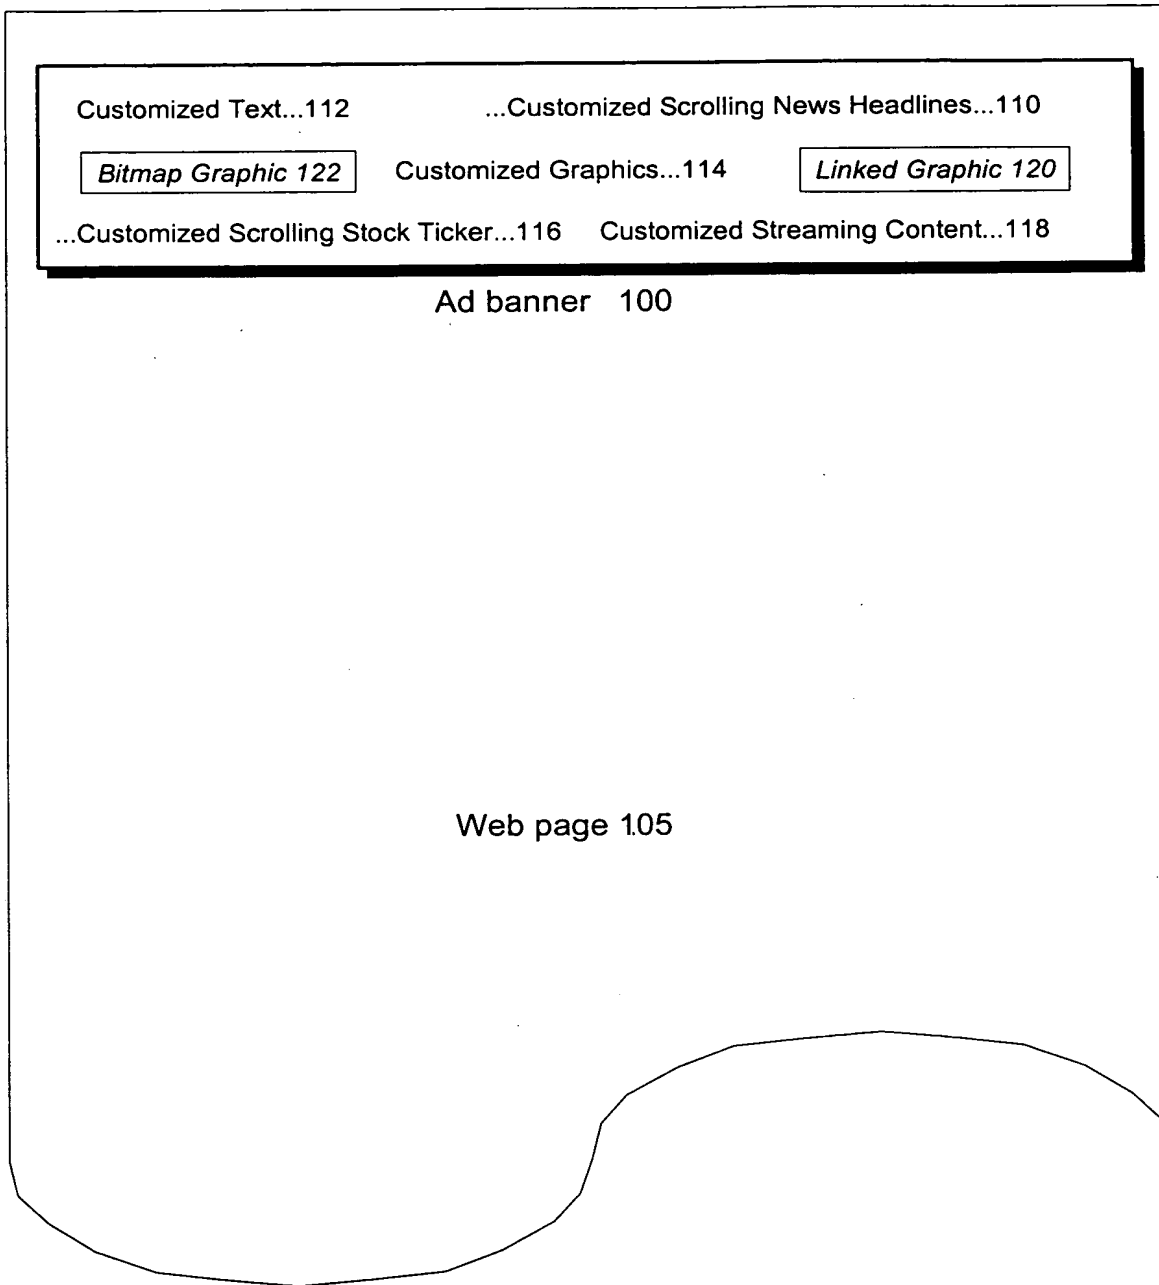 Customized Text...112 ...Customized Scrolling News Headlines...110
Bitmap Graphic 122 Customized Graphics...114 Linked Graphic 120
...Customized Scrolling Stock Ticker...116 Customized Streaming Content...118
Ad banner 100
Web page 105